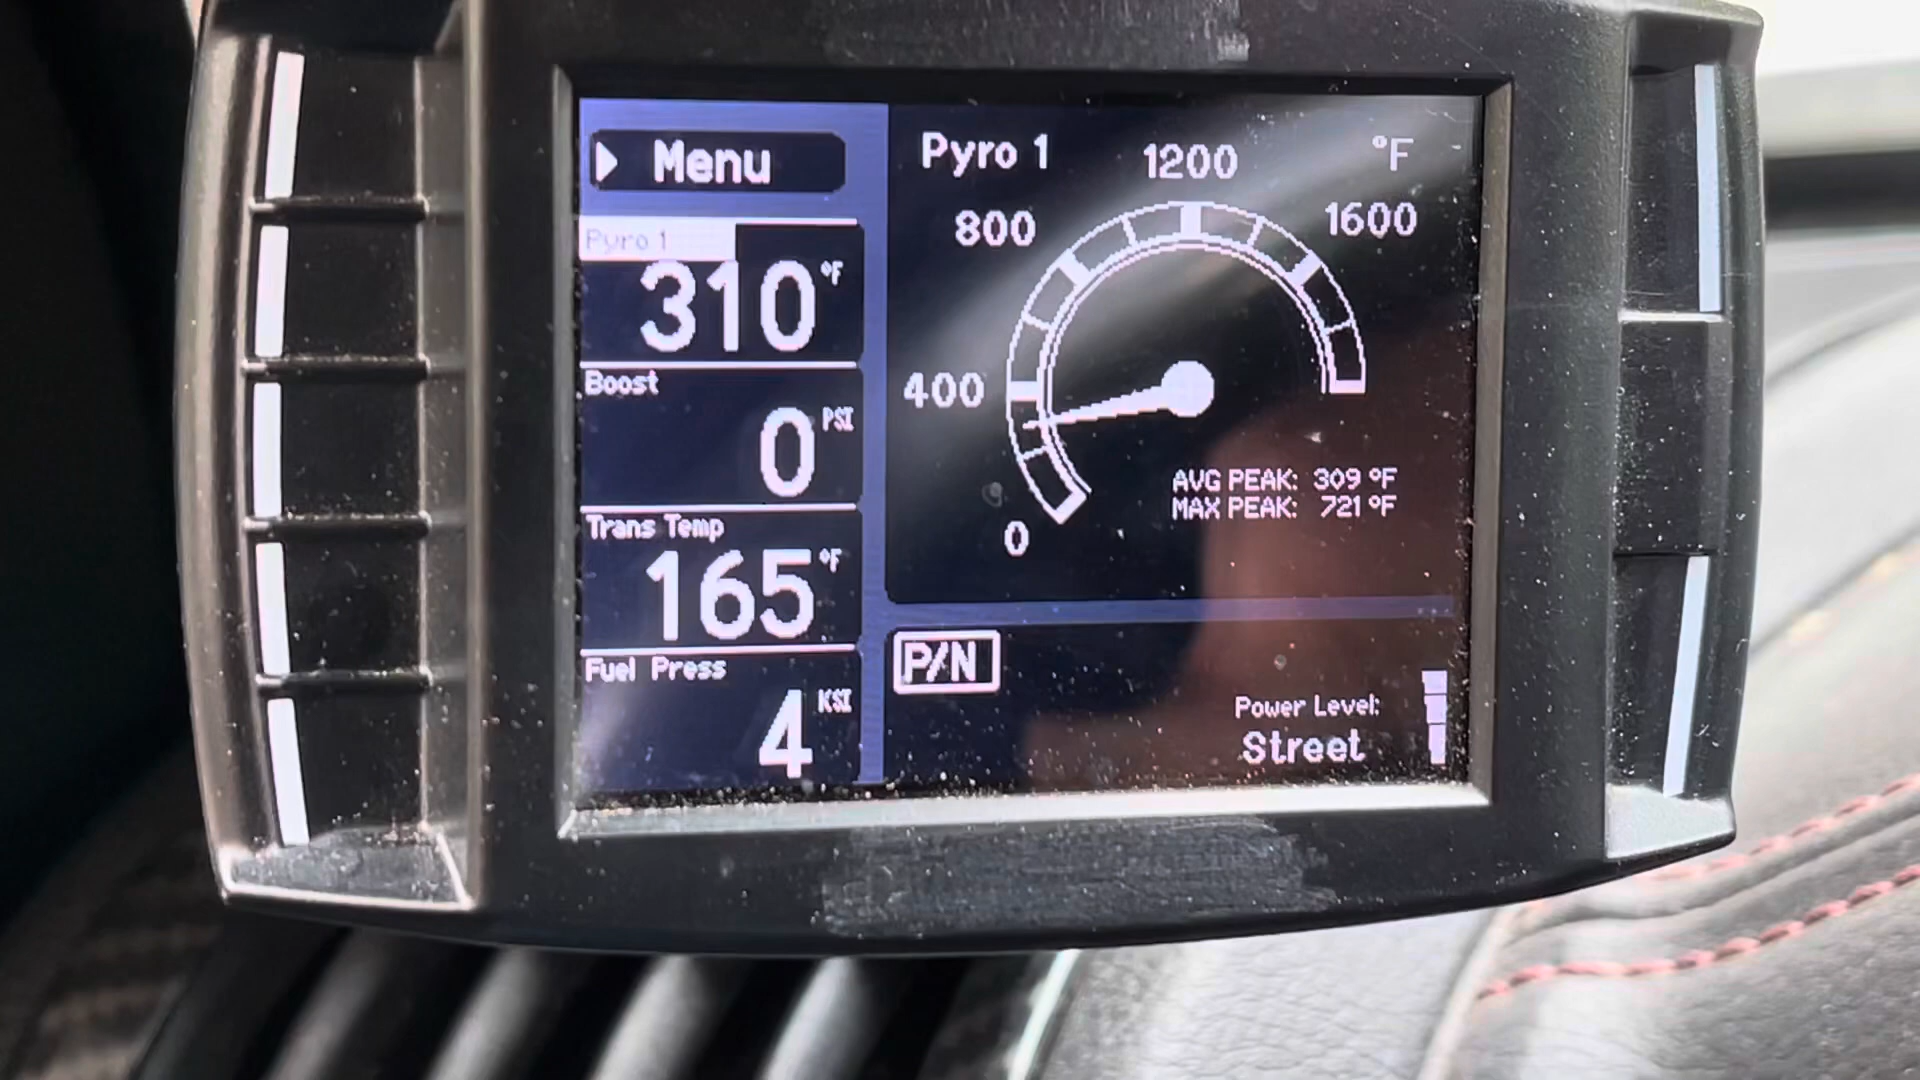 Menu
Pyro 1
310 °F
Boost
0 PSI
Trans Temp
165 °F
Fuel Press
4 KSI
Pyro 1
°F
0
400
800
1200
1600
AVG PEAK: 309 °F
MAX PEAK: 721 °F
P/N
Power Level:
Street